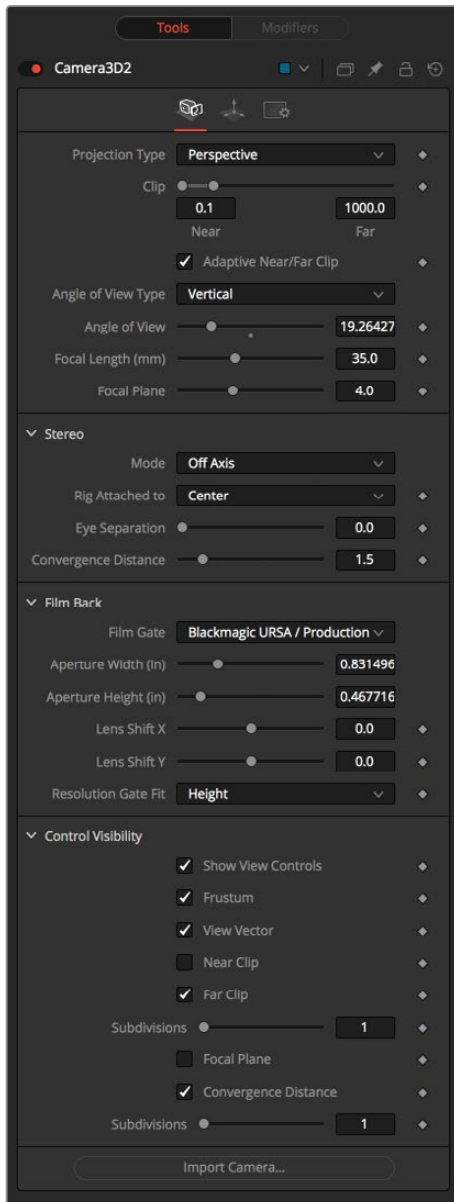 Tools Modifiers
Camera3D2
Projection Type Perspective
Clip
0.1 1000.0
Near Far
Adaptive Near/Far Clip
Angle of View Type Vertical
Angle of View 19.26427
Focal Length (mm) 35.0
Focal Plane 4.0
Stereo
Mode Off Axis
Rig Attached to Center
Eye Separation 0.0
Convergence Distance 1.5
Film Back
Film Gate Blackmagic URSA / Production
Aperture Width (in) 0.831496
Aperture Height (in) 0.467716
Lens Shift X 0.0
Lens Shift Y 0.0
Resolution Gate Fit Height
Control Visibility
Show View Controls
Frustum
View Vector
Near Clip
Far Clip
Subdivisions 1
Focal Plane
Convergence Distance
Subdivisions 1
Import Camera...